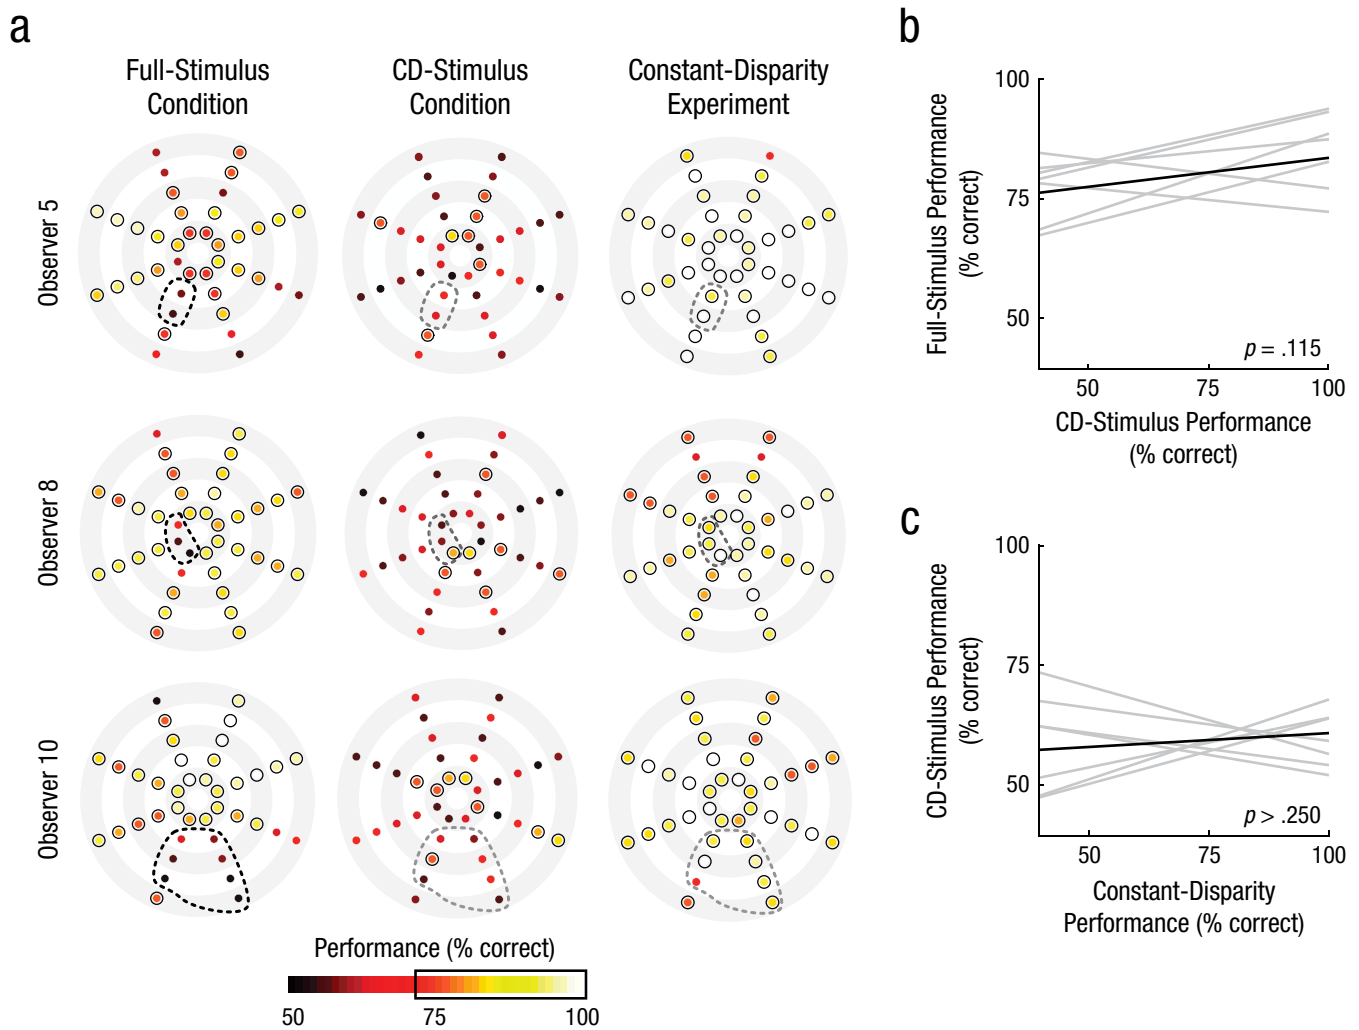 a
Full-Stimulus
Condition
CD-Stimulus
Condition
Constant-Disparity
Experiment
Observer 5
Observer 8
Observer 10
Performance (% correct)
50
75
100
b
Full-Stimulus Performance
(% correct)
100
75
50
p = .115
50
75
100
CD-Stimulus Performance
(% correct)
c
CD-Stimulus Performance
(% correct)
100
75
50
p > .250
50
75
100
Constant-Disparity
Performance (% correct)